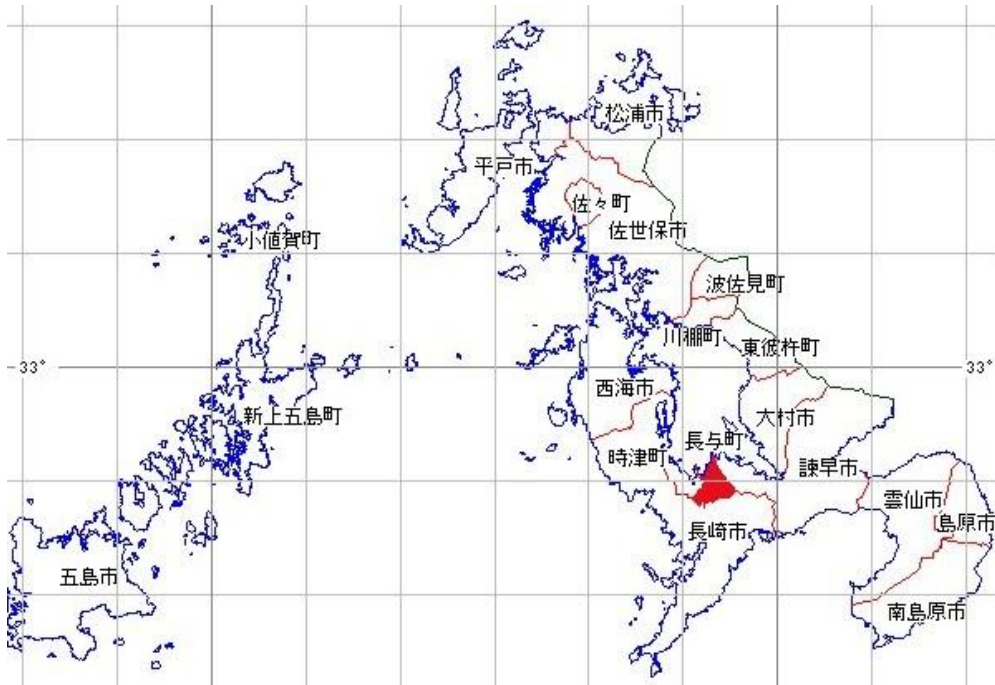 松浦市
平戸市
佐々町
佐世保市
小値賀町
波佐見町
川棚町
東彼杵町
33°
33°
西海市
新上五島町
大村市
長与町
時津町
諫早市
雲仙市
島原市
長崎市
五島市
南島原市